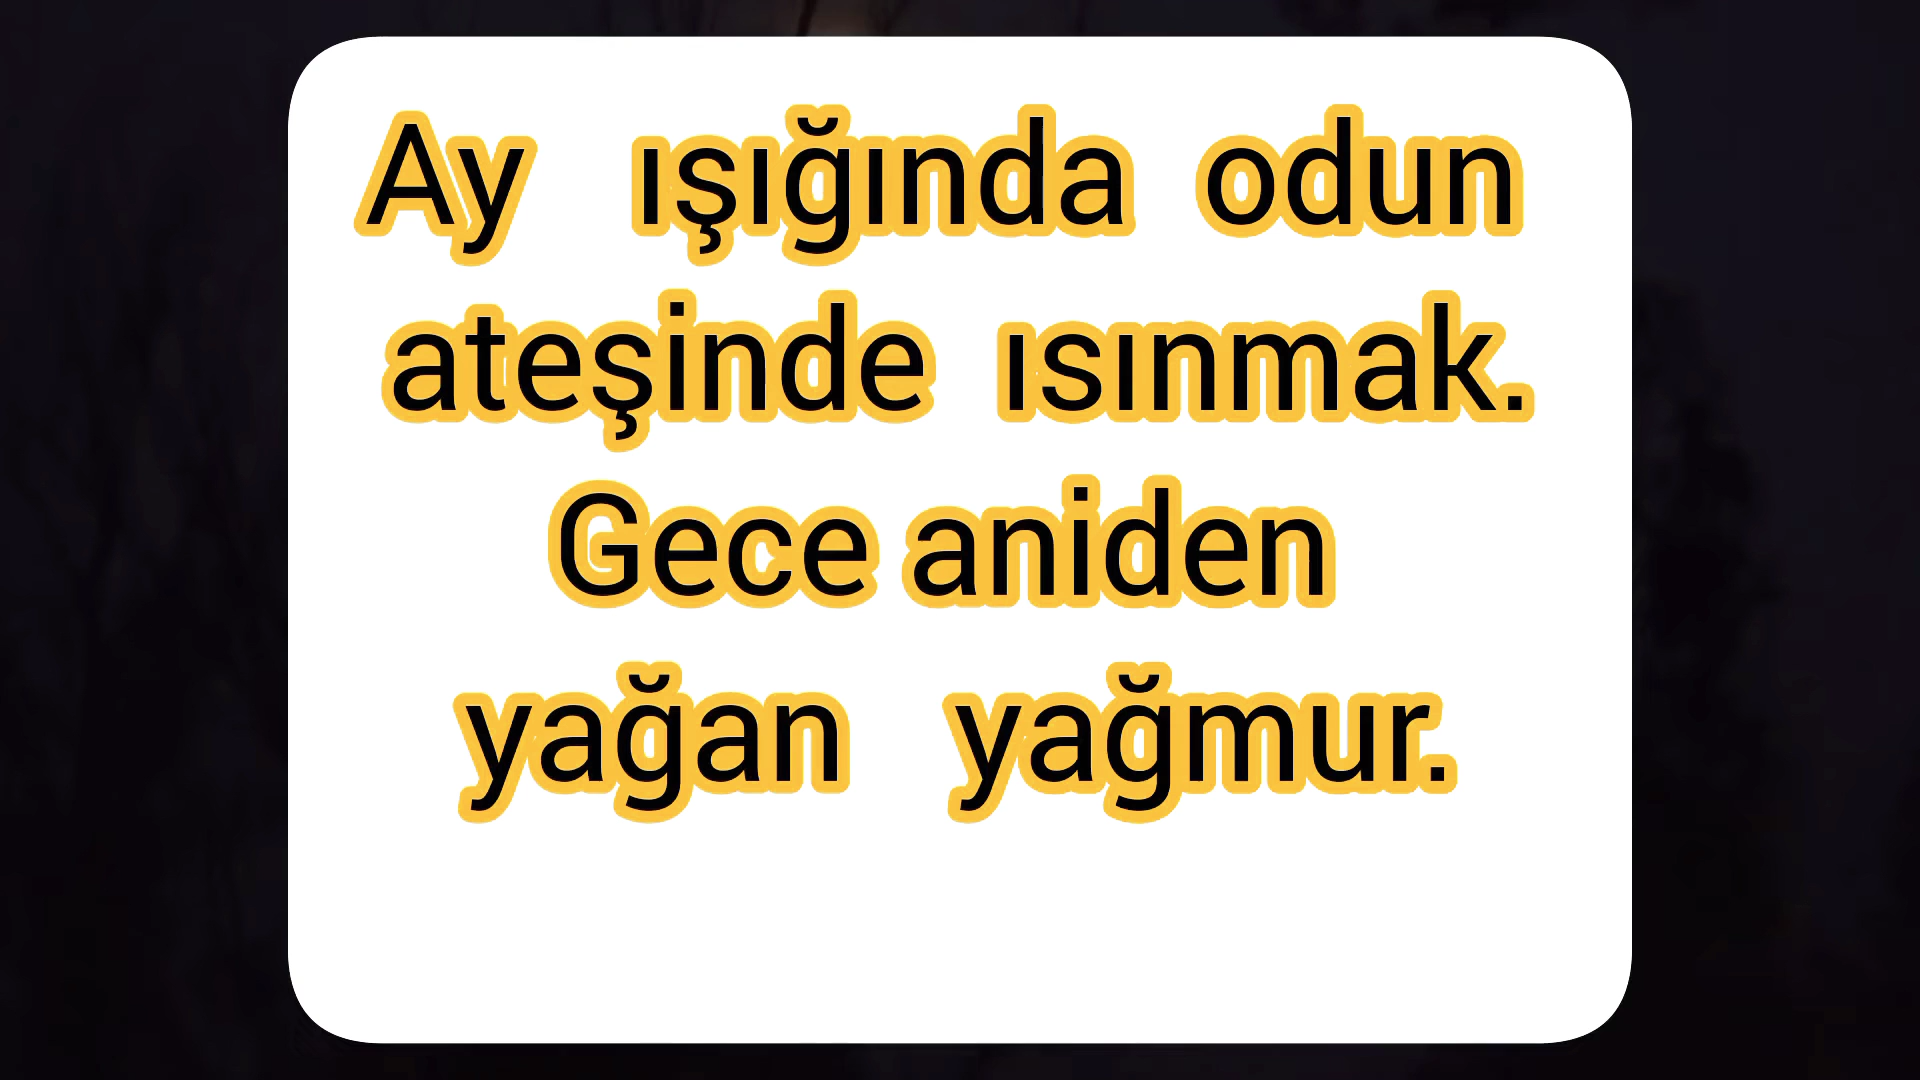 Ay ışığında odun
ateşinde ısınmak.
Gece aniden
yağan yağmur.